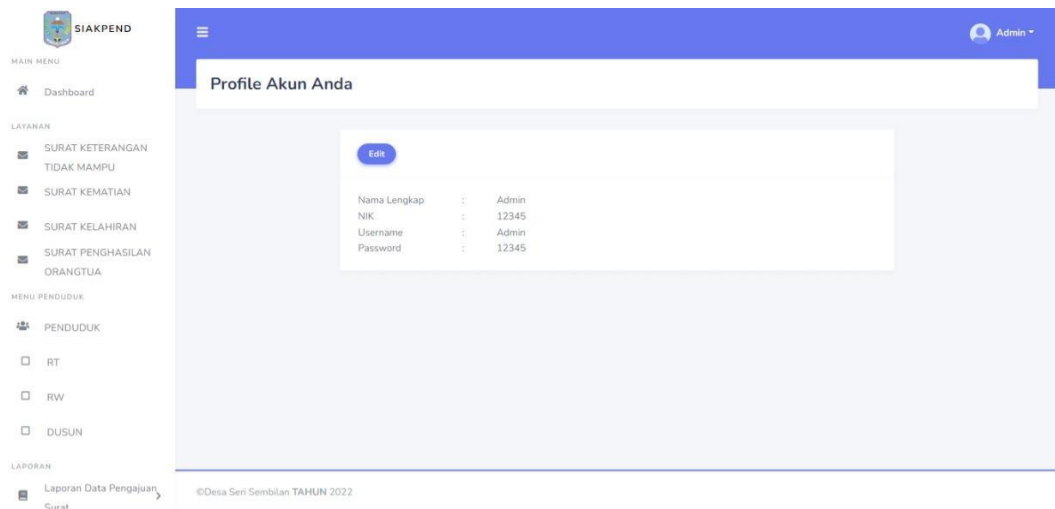 SIAKPEND
Admin
MAIN MENU
Dashboard
LAYANAN
SURAT KETERANGAN
TIDAK MAMPU
SURAT KEMATIAN
SURAT KELAHIRAN
SURAT PENGHASILAN
ORANGTUA
MENU PENDUDUK
PENDUDUK
RT
RW
DUSUN
LAPORAN
Laporan Data Pengajuan
Surat
Profile Akun Anda
Edit
Nama Lengkap : Admin
NIK : 12345
Username : Admin
Password : 12345
©Desa Seri Sembilan TAHUN 2022